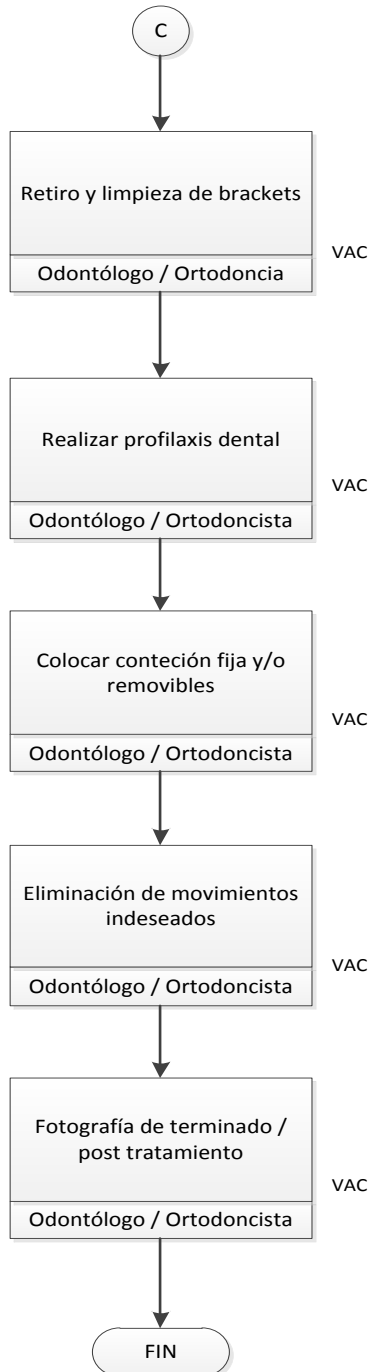 C
Retiro y limpieza de brackets
VAC
Odontólogo / Ortodoncia
Realizar profilaxis dental
VAC
Odontólogo / Ortodoncista
Colocar conteción fija y/o
removibles
VAC
Odontólogo / Ortodoncista
Eliminación de movimientos
indeseados
VAC
Odontólogo / Ortodoncista
Fotografía de terminado /
post tratamiento
VAC
Odontólogo / Ortodoncista
FIN